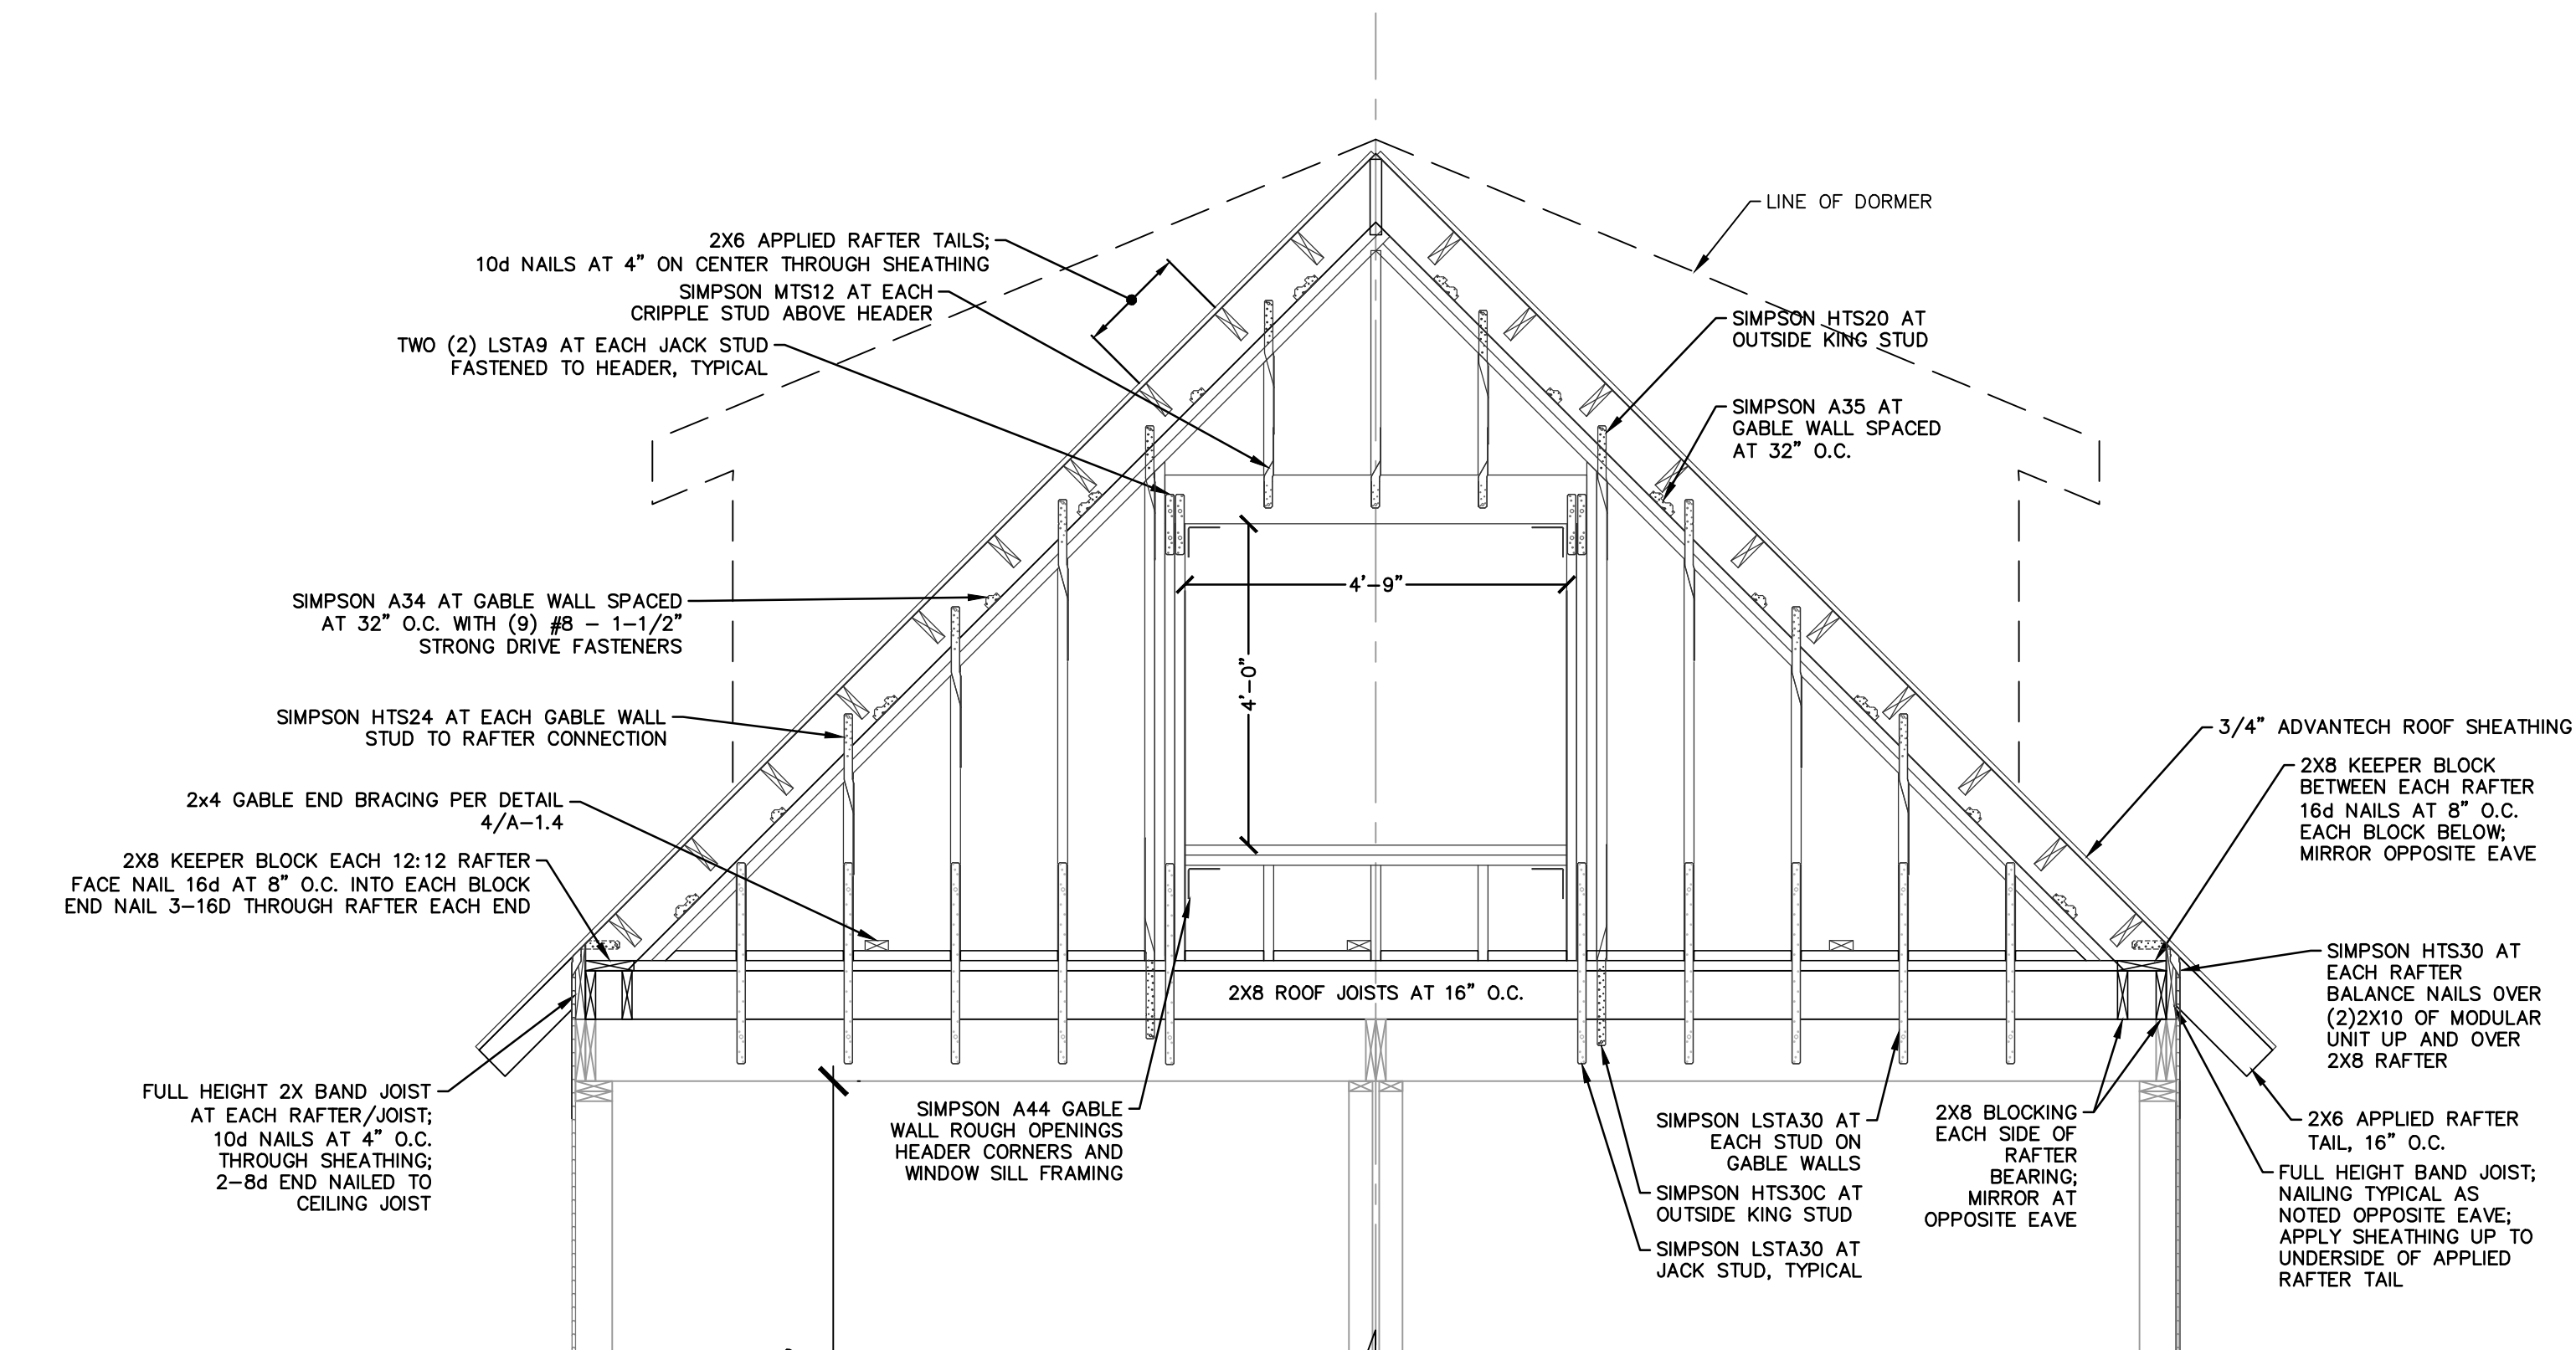 LINE OF DORMER
2X6 APPLIED RAFTER TAILS;
10d NAILS AT 4” ON CENTER THROUGH SHEATHING
SIMPSON MTS12 AT EACH
CRIPPLE STUD ABOVE HEADER
TWO (2) LSTA9 AT EACH JACK STUD
FASTENED TO HEADER, TYPICAL
SIMPSON HTS20 AT
OUTSIDE KING STUD
SIMPSON A35 AT
GABLE WALL SPACED
AT 32” O.C.
4’-9”
4’-0”
SIMPSON A34 AT GABLE WALL SPACED
AT 32” O.C. WITH (9) #8 – 1–1/2”
STRONG DRIVE FASTENERS
SIMPSON HTS24 AT EACH GABLE WALL
STUD TO RAFTER CONNECTION
2x4 GABLE END BRACING PER DETAIL
4/A–1.4
2X8 KEEPER BLOCK EACH 12:12 RAFTER
FACE NAIL 16d AT 8” O.C. INTO EACH BLOCK
END NAIL 3–16D THROUGH RAFTER EACH END
3/4” ADVANTECH ROOF SHEATHING
2X8 KEEPER BLOCK
BETWEEN EACH RAFTER
16d NAILS AT 8” O.C.
EACH BLOCK BELOW;
MIRROR OPPOSITE EAVE
SIMPSON HTS30 AT
EACH RAFTER
BALANCE NAILS OVER
(2)2X10 OF MODULAR
UNIT UP AND OVER
2X8 RAFTER
2X8 ROOF JOISTS AT 16” O.C.
FULL HEIGHT 2X BAND JOIST
AT EACH RAFTER/JOIST;
10d NAILS AT 4” O.C.
THROUGH SHEATHING;
2–8d END NAILED TO
CEILING JOIST
SIMPSON A44 GABLE
WALL ROUGH OPENINGS
HEADER CORNERS AND
WINDOW SILL FRAMING
SIMPSON LSTA30 AT
EACH STUD ON
GABLE WALLS
SIMPSON HTS30C AT
OUTSIDE KING STUD
SIMPSON LSTA30 AT
JACK STUD, TYPICAL
2X8 BLOCKING
EACH SIDE OF
RAFTER
BEARING;
MIRROR AT
OPPOSITE EAVE
2X6 APPLIED RAFTER
TAIL, 16” O.C.
FULL HEIGHT BAND JOIST;
NAILING TYPICAL AS
NOTED OPPOSITE EAVE;
APPLY SHEATHING UP TO
UNDERSIDE OF APPLIED
RAFTER TAIL